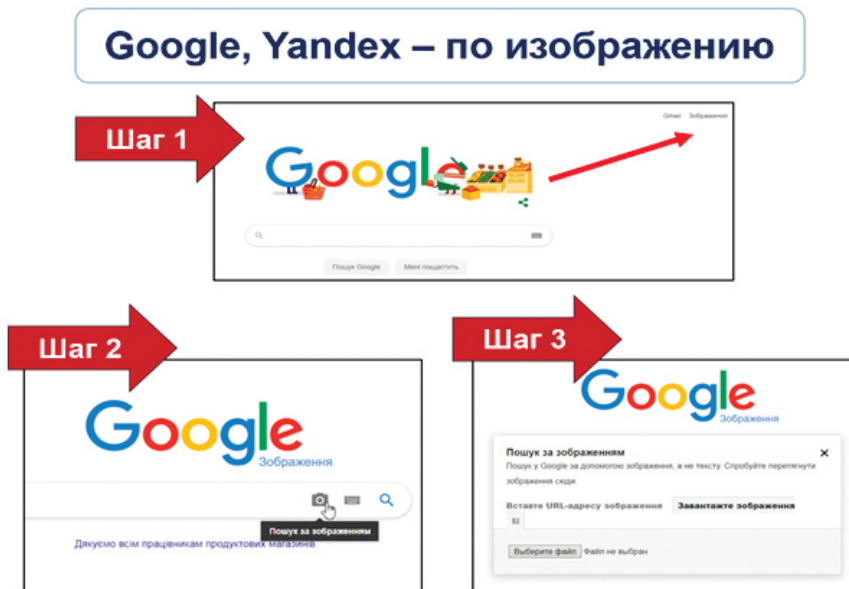 Google, Yandex – по изображению
Шаг 1
Gmail Зображення
Google
Пошук Google Мені пощастить
Шаг 2
Google
Зображення
Пошук за зображенням
Дякуємо всім працівникам продуктових магазинів
Шаг 3
Google
Зображення
Пошук за зображенням
Пошук у Google за допомогою зображення, а не тексту. Спробуйте перетягнути
зображення сюди.
Вставте URL-адресу зображення Завантажте зображення
Выберите файл Файл не выбран